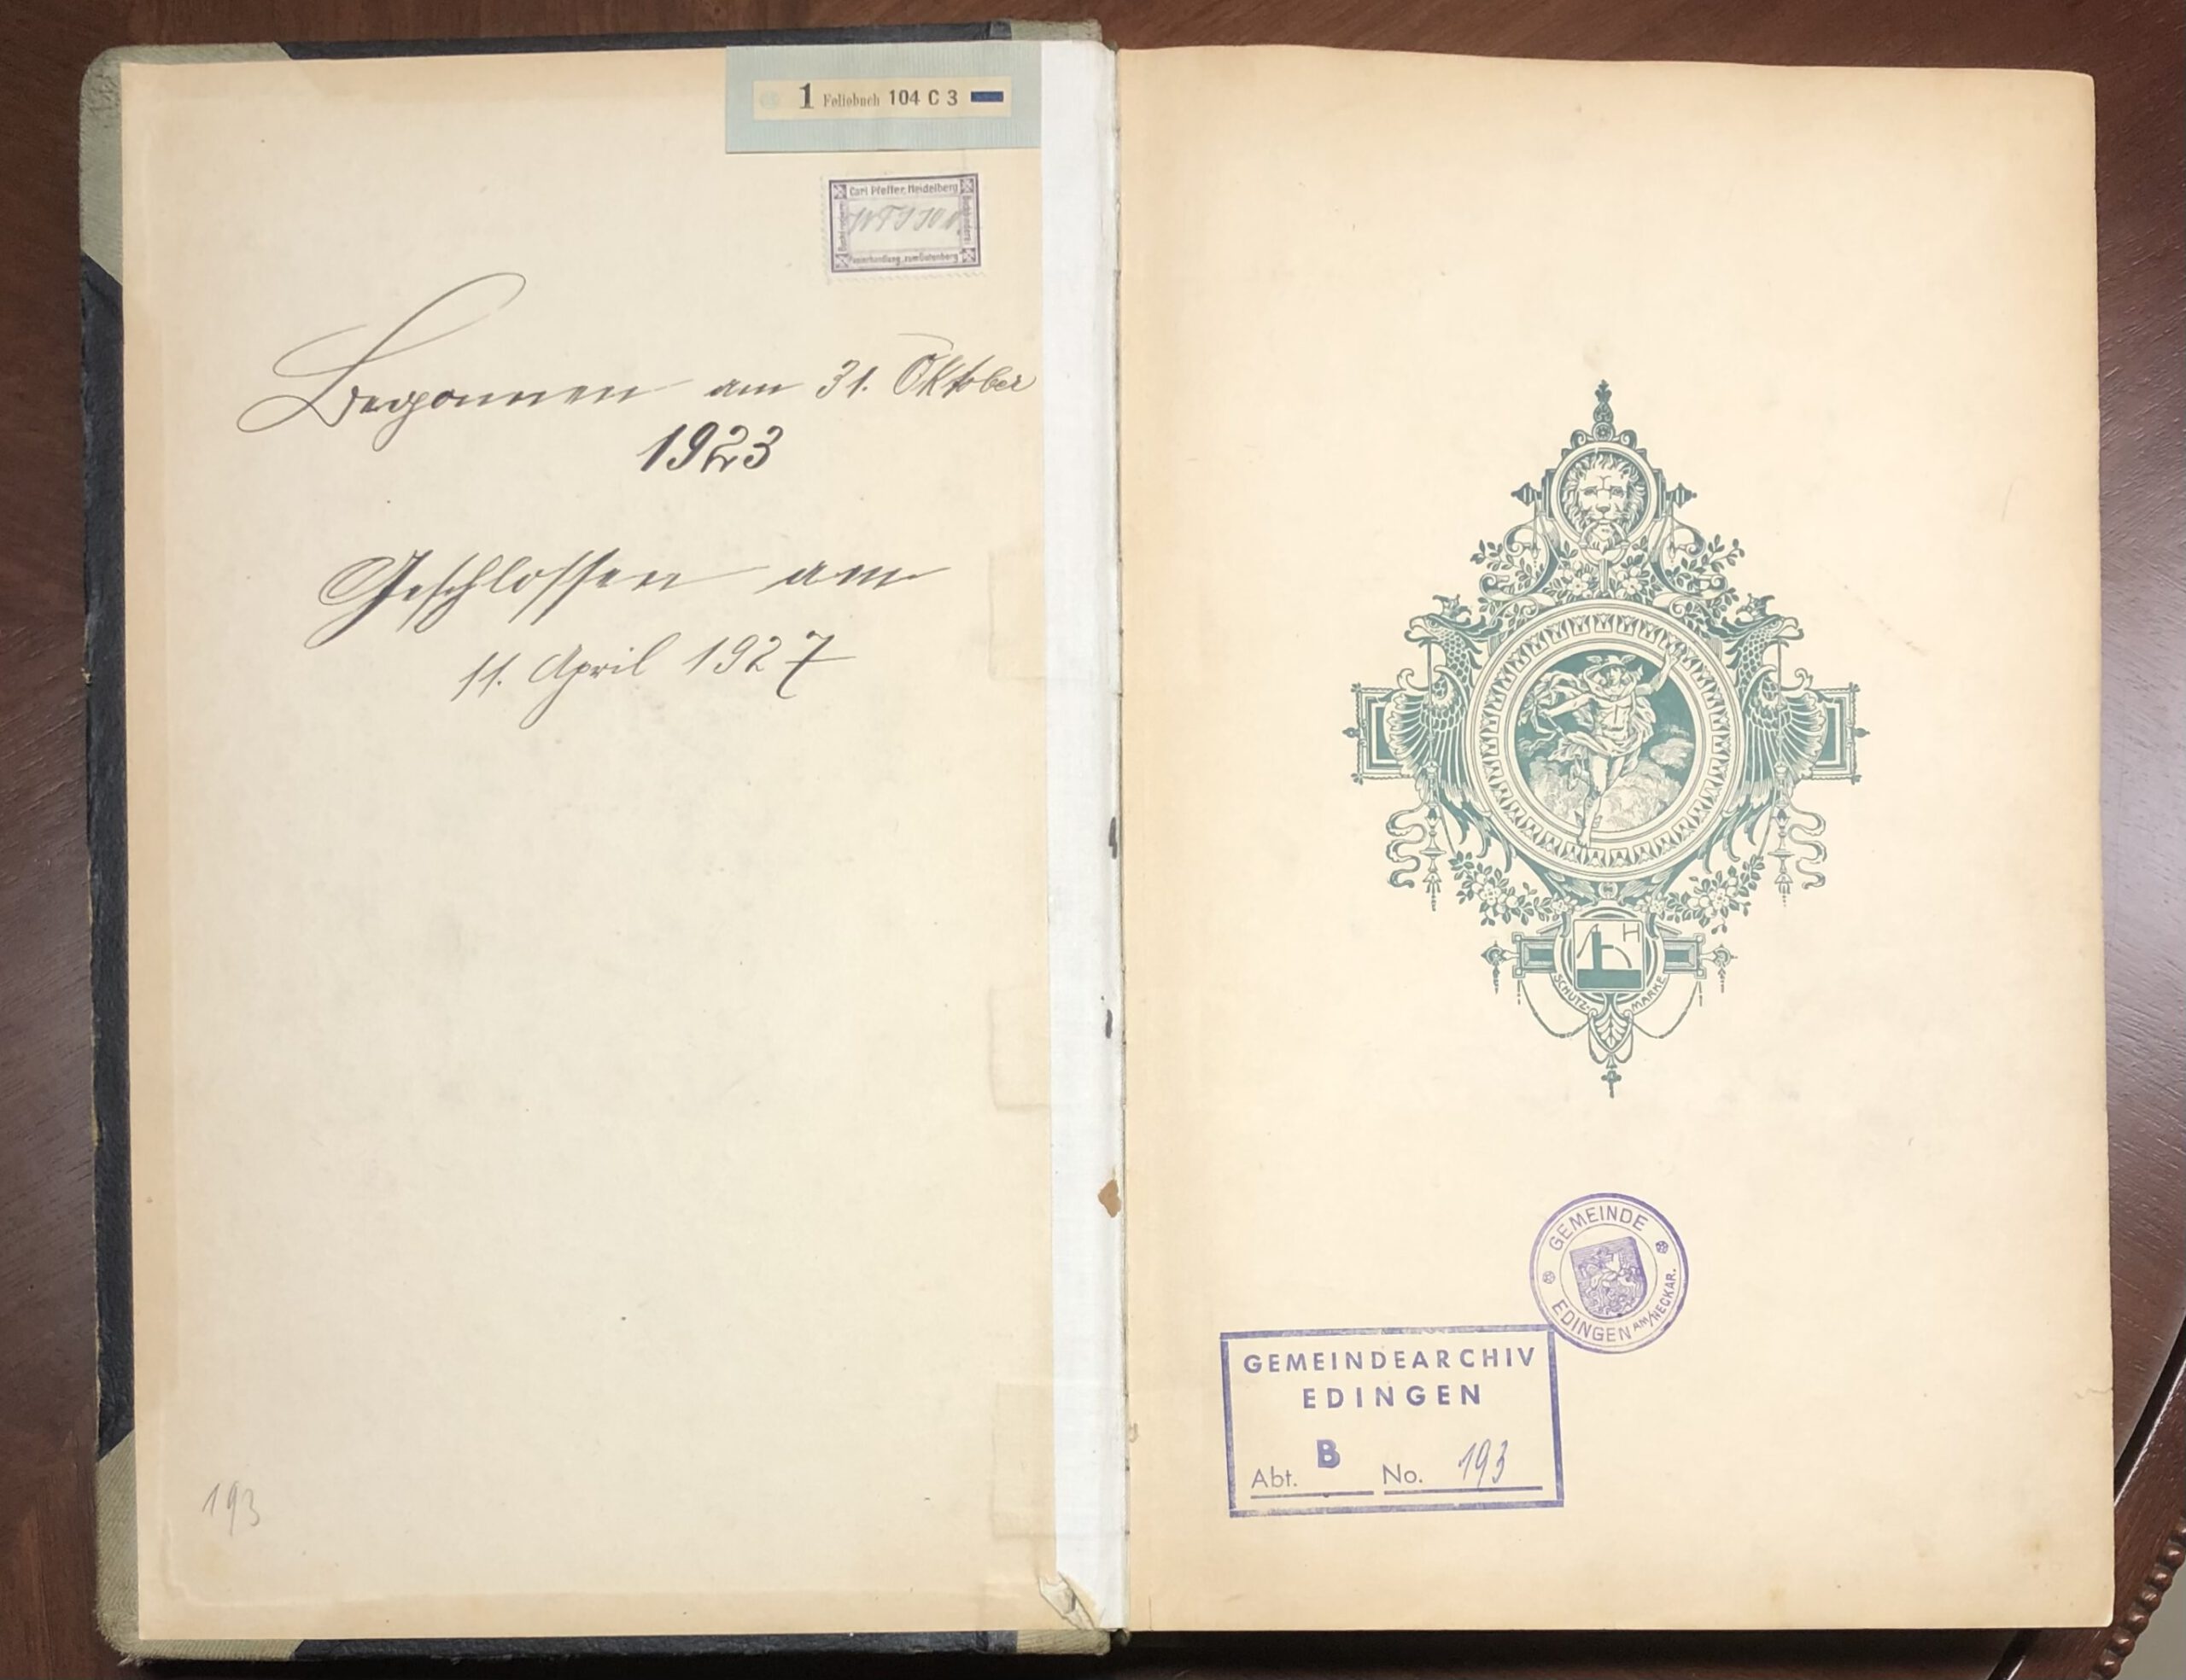 1 Foliobuch 104 C 3
Carl Pfeffer, Heidelberg
Buchbinderei
Begonnen am 31. Oktober
1923
Geschlossen am
11. April 1927
193
H
SCHUTZ-MARKE
GEMEINDE
EDINGEN AM/NECKAR.
GEMEINDEARCHIV
EDINGEN
Abt. B No. 193